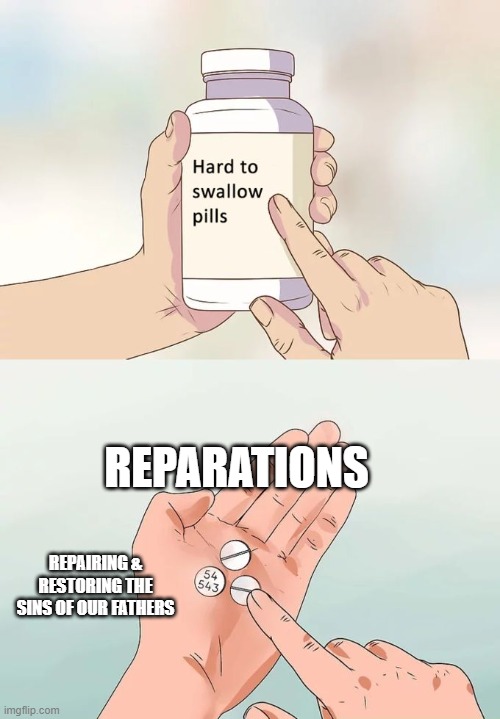 Hard to
swallow
pills
REPARATIONS
REPAIRING &
RESTORING THE
SINS OF OUR FATHERS
54
543
imgflip.com